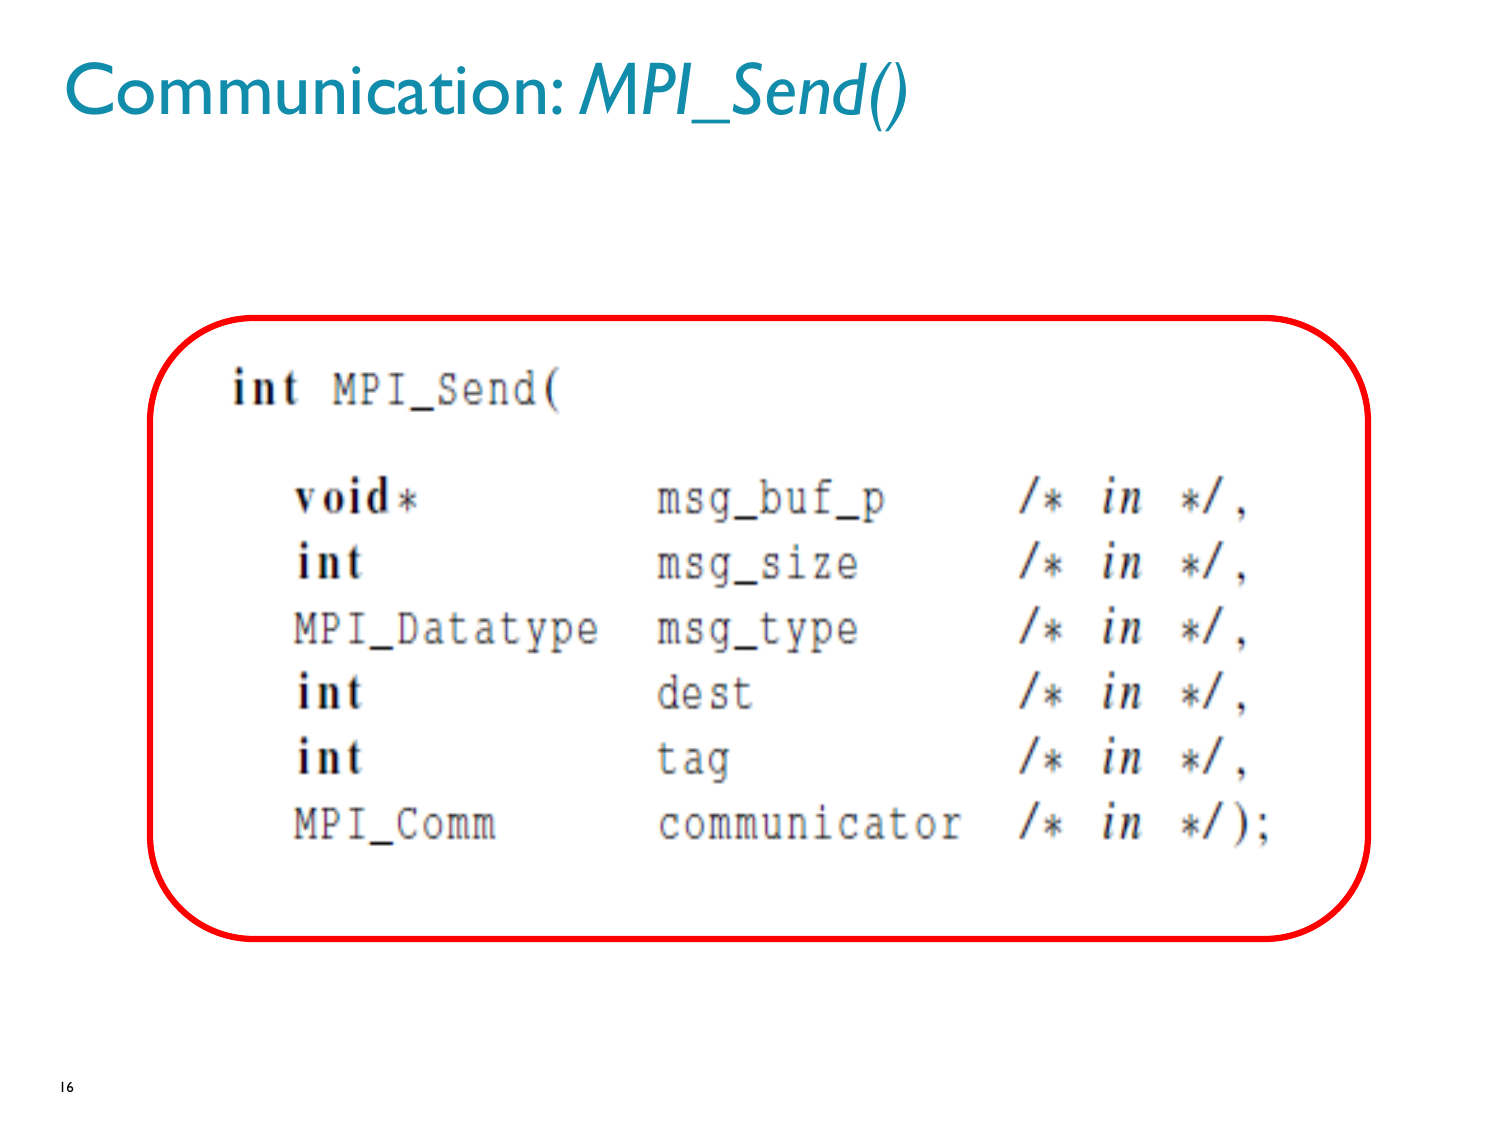 Communication: MPI_Send()
int MPI_Send(
void* msg_buf_p /* in */,
int msg_size /* in */,
MPI_Datatype msg_type /* in */,
int dest /* in */,
int tag /* in */,
MPI_Comm communicator /* in */);
16